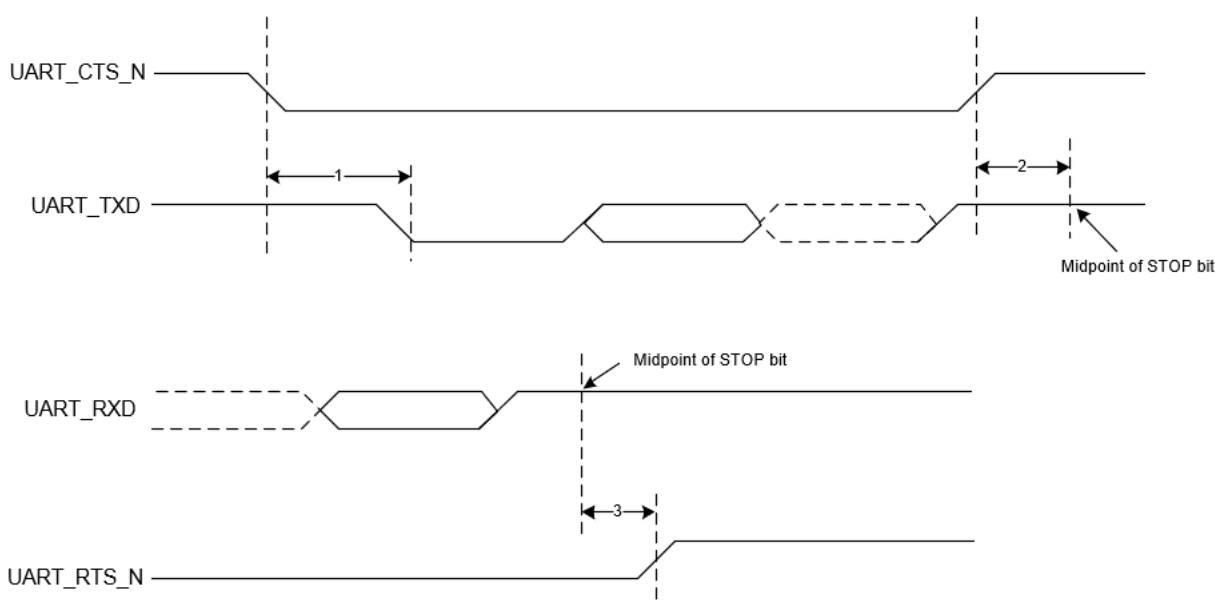 UART_CTS_N
1
2
UART_TXD
Midpoint of STOP bit
Midpoint of STOP bit
UART_RXD
3
UART_RTS_N